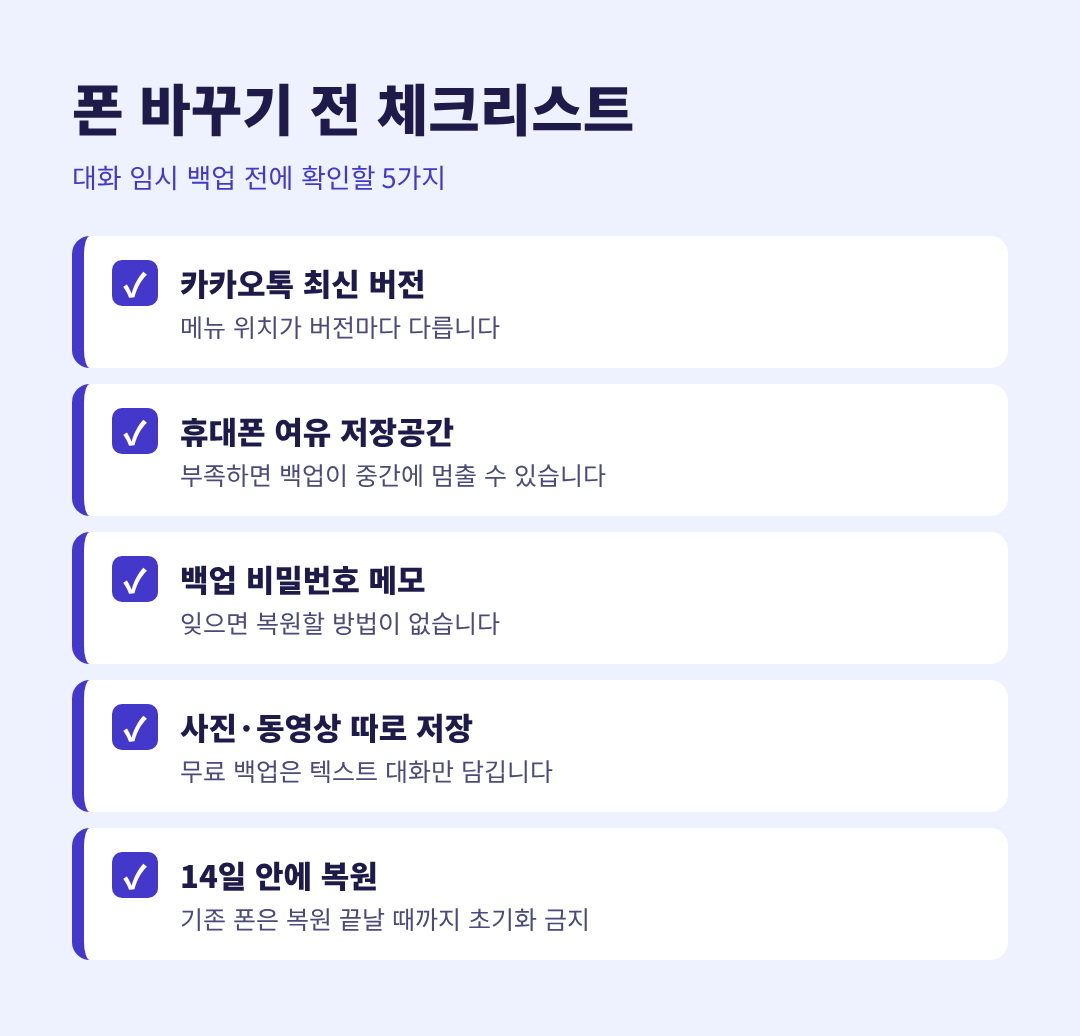 폰 바꾸기 전 체크리스트
대화 임시 백업 전에 확인할 5가지
카카오톡 최신 버전
메뉴 위치가 버전마다 다릅니다
휴대폰 여유 저장공간
부족하면 백업이 중간에 멈출 수 있습니다
백업 비밀번호 메모
잊으면 복원할 방법이 없습니다
사진·동영상 따로 저장
무료 백업은 텍스트 대화만 담깁니다
14일 안에 복원
기존 폰은 복원 끝날 때까지 초기화 금지